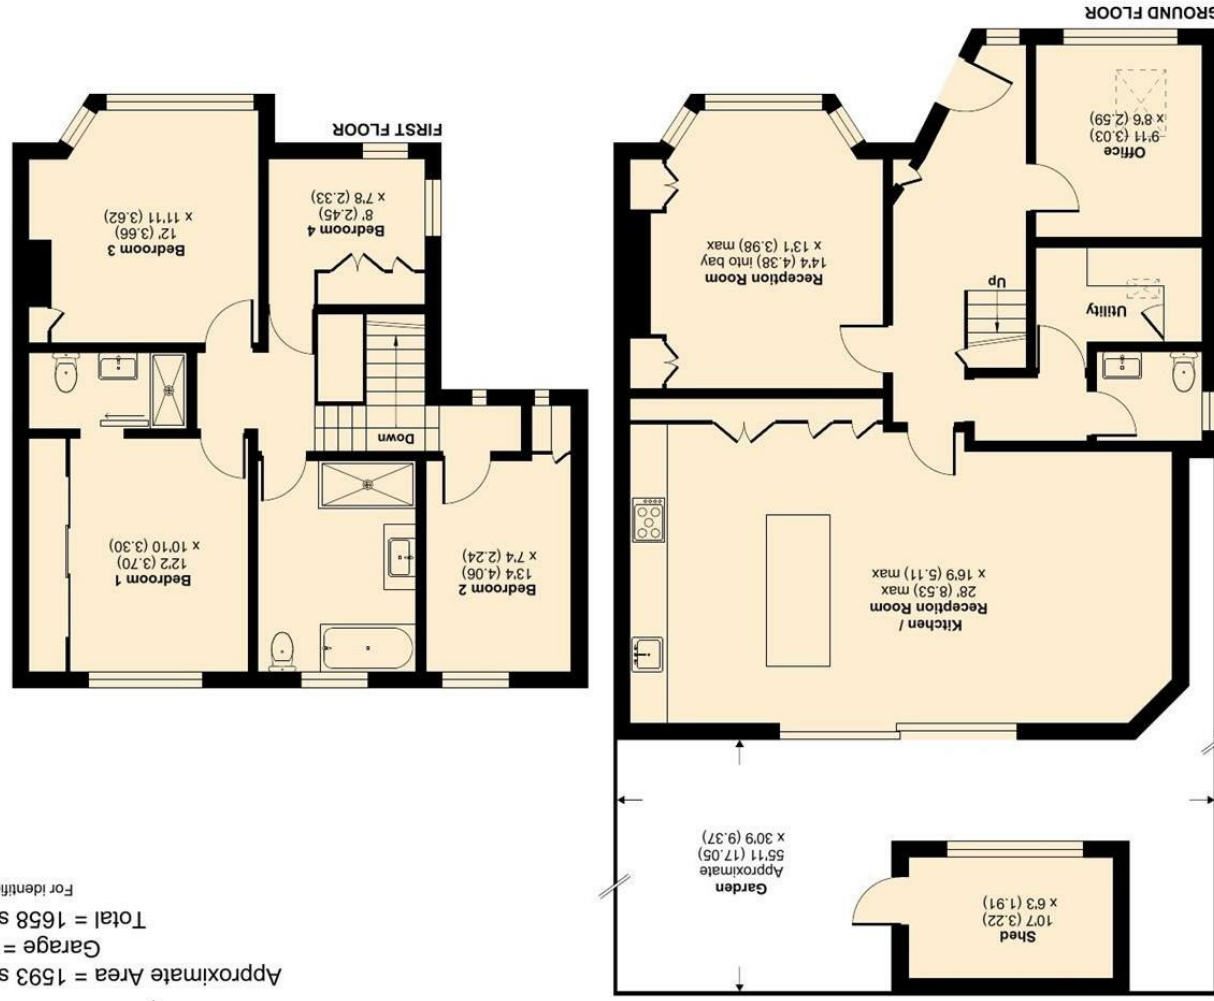 Approximate Area = 1593 s
Garage =
Total = 1658 s
For identifi
Shed
10'7 (3.22)
x 6'3 (1.91)
Garden
Approximate
55'11 (17.05)
x 30'9 (9.37)
Kitchen /
Reception Room
28' (8.53) max
x 16'9 (5.11) max
Utility
Up
Reception Room
14'4 (4.38) into bay
x 13'1 (3.98) max
Office
9'11 (3.03)
x 8'6 (2.59)
GROUND FLOOR
Bedroom 2
13'4 (4.06)
x 7'4 (2.24)
Bedroom 1
12'2 (3.70)
x 10'10 (3.30)
Down
Bedroom 4
8' (2.45)
x 7'8 (2.33)
Bedroom 3
12' (3.66)
x 11'11 (3.62)
FIRST FLOOR